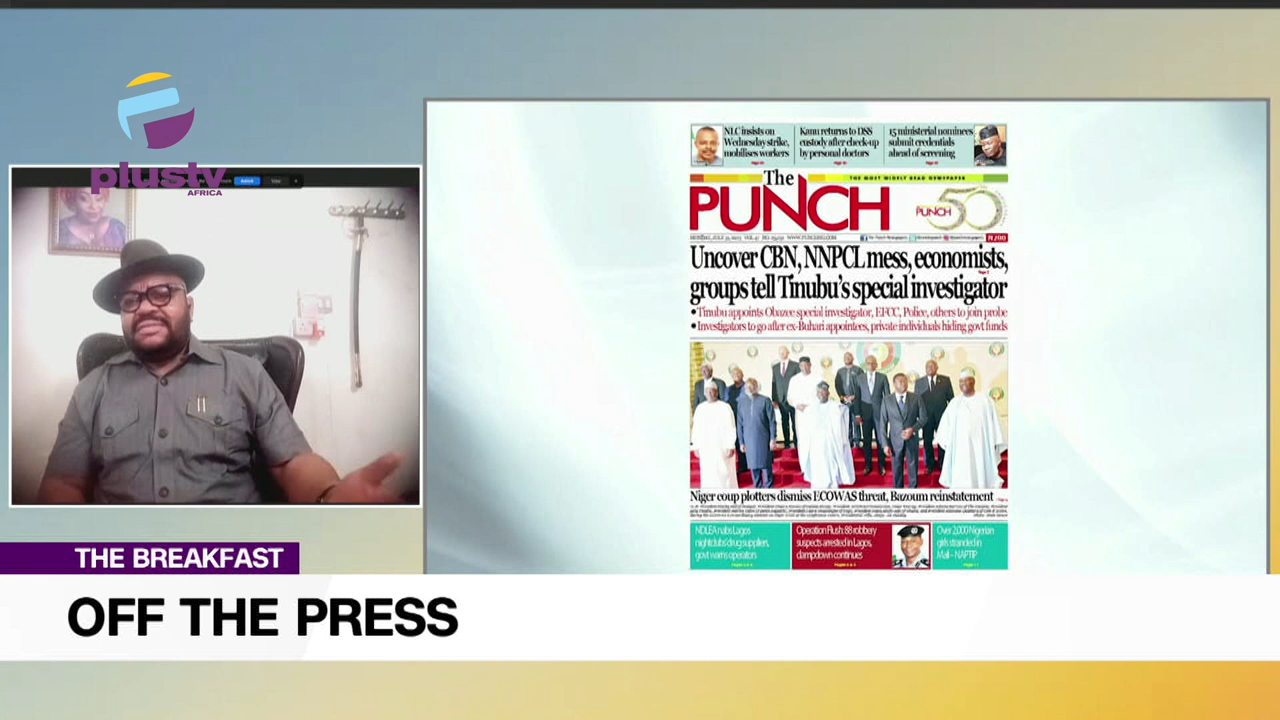 plustv
AFRICA
Admit
View
NLC insists on
Wednesday strike,
mobilises workers
Kanu returns to DSS
custody after check-up
by personal doctors
15 ministerial nominees
submit credentials
ahead of screening
The
PUNCH
THE MOST WIDELY READ NEWSPAPER
PUNCH 50
₦200
Uncover CBN, NNPCL mess, economists,
groups tell Tinubu's special investigator
•Tinubu appoints Obazee special investigator, EFCC, Police, others to join probe
•Investigators to go after ex-Buhari appointees, private individuals hiding govt funds
Niger coup plotters dismiss ECOWAS threat, Bazoum reinstatement
NDLEA nabs Lagos
nightclubs' drug suppliers,
govt warns operators
Operation Flush: 88 robbery
suspects arrested in Lagos,
clampdown continues
Over 2,000 Nigerian
girls stranded in
Mali – NAPTIP
THE BREAKFAST
OFF THE PRESS